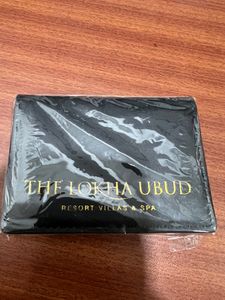 THE LOKHA UBUD
RESORT VILLAS & SPA